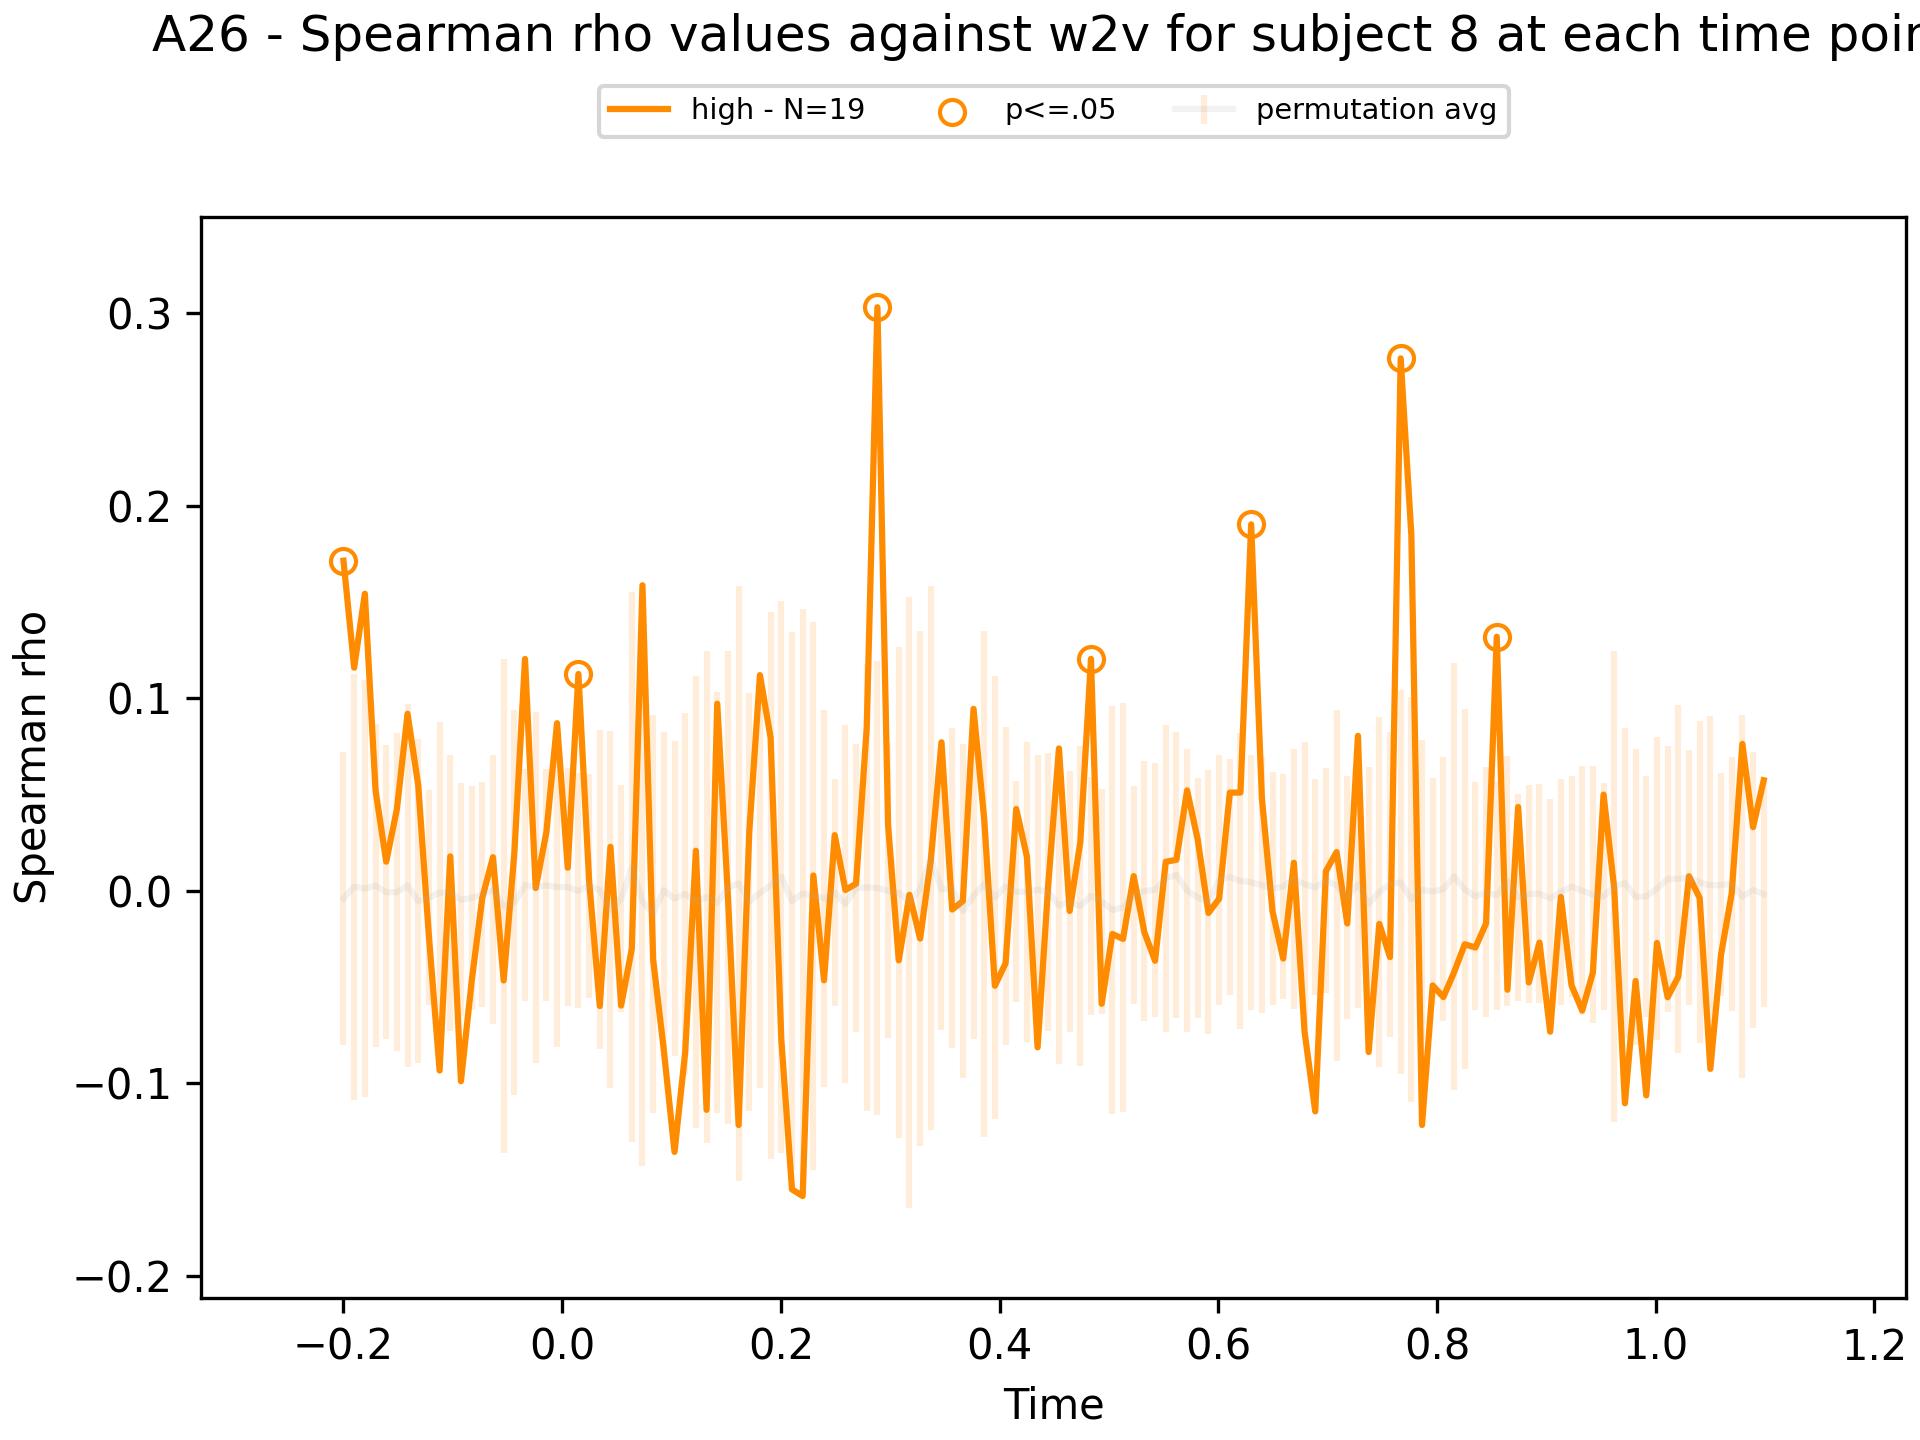 A26 - Spearman rho values against w2v for subject 8 at each time
high - N=19 p<=.05 permutation avg
Spearman rho
0.3
0.2
0.1
0.0
−0.1
−0.2
−0.2 0.0 0.2 0.4 0.6 0.8 1.0 1.2
Time